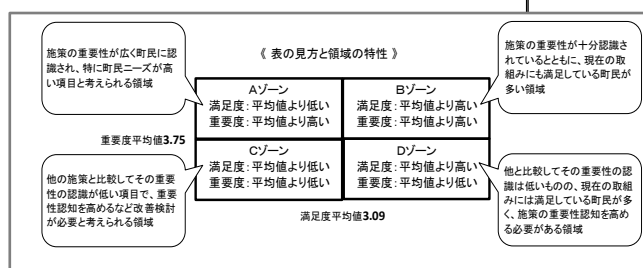 《 表の見方と領域の特性 》
施策の重要性が広く町民に認
識され、特に町民ニーズが高
い項目と考えられる領域
施策の重要性が十分認識さ
れているとともに、現在の取
組みにも満足している町民が
多い領域
Aゾーン
満足度：平均値より低い
重要度：平均値より高い
Bゾーン
満足度：平均値より高い
重要度：平均値より高い
重要度平均値3.75
Cゾーン
満足度：平均値より低い
重要度：平均値より低い
Dゾーン
満足度：平均値より高い
重要度：平均値より低い
他の施策と比較してその重要
性の認識が低い項目で、重要
性認知を高めるなど改善検討
が必要と考えられる領域
他と比較してその重要性の認
識は低いものの、現在の取組
みには満足している町民が多
く、施策の重要性認知を高め
る必要がある領域
満足度平均値3.09